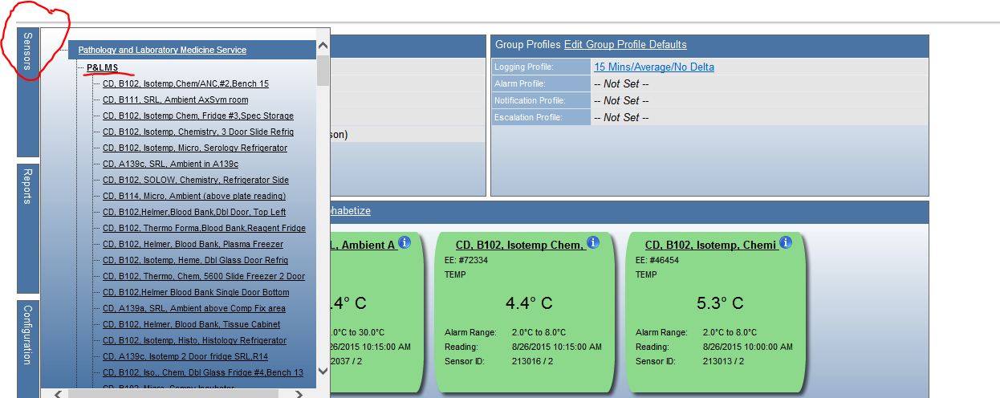 Sensors
Reports
Configuration
Pathology and Laboratory Medicine Service
P&LMS
CD, B102, Isotemp,Chem/ANC,#2,Bench 15
CD, B111, SRL, Ambient AxSym room
CD, B102, Isotemp Chem, Fridge #3,Spec Storage
CD, B102, Isotemp, Chemistry, 3 Door Slide Refrig
CD, B102, Isotemp, Micro, Serology Refrigerator
CD, A139c, SRL, Ambient in A139c
CD, B102, SOLOW, Chemistry, Refrigerator Side
CD, B114, Micro, Ambient (above plate reading)
CD, B102,Helmer,Blood Bank,Dbl Door, Top Left
CD, B102, Thermo Forma,Blood Bank,Reagent Fridge
CD, B102, Helmer, Blood Bank, Plasma Freezer
CD, B102, Isotemp, Heme, Dbl Glass Door Refrig
CD, B102, Thermo, Chem, 5600 Slide Freezer 2 Door
CD, B102,Helmer Blood Bank Single Door Bottom
CD, A139a, SRL, Ambient above Comp Fix area
CD, B102, Helmer, Blood Bank, Tissue Cabinet
CD, B102, Isotemp, Histo, Histology Refrigerator
CD, A139c, Isotemp 2 Door fridge SRL,R14
CD, B102, Iso,, Chem, Dbl Glass Fridge #4,Bench 13
CD, B102, Micro,
son)
Group Profiles Edit Group Profile Defaults
Logging Profile: 15 Mins/Average/No Delta
Alarm Profile: -- Not Set --
Notification Profile: -- Not Set --
Escalation Profile: -- Not Set --
phabetize
L, Ambient A
.4° C
.0°C to 30.0°C
26/2015 10:15:00 AM
2037 / 2
CD, B102, Isotemp Chem,
EE: #72334
TEMP
4.4° C
Alarm Range: 2.0°C to 8.0°C
Reading: 8/26/2015 10:15:00 AM
Sensor ID: 213016 / 2
CD, B102, Isotemp, Chemi
EE: #46454
TEMP
5.3° C
Alarm Range: 2.0°C to 8.0°C
Reading: 8/26/2015 10:00:00 AM
Sensor ID: 213013 / 2